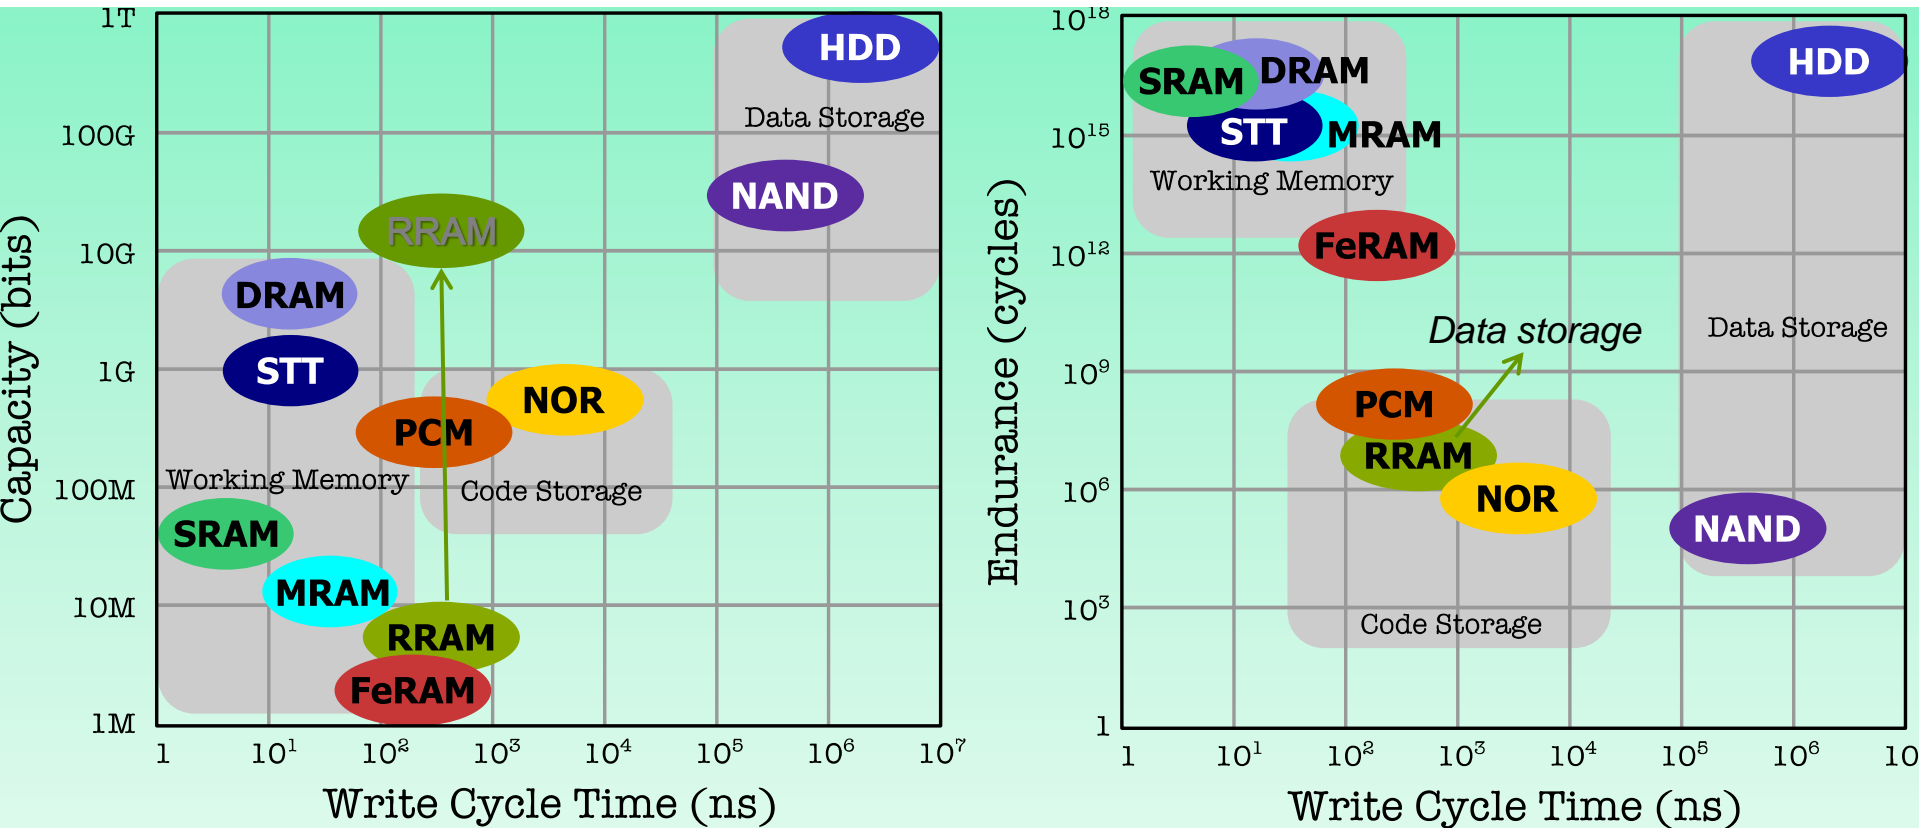 1T
100G
10G
1G
100M
10M
1M
Capacity (bits)
HDD
Data Storage
NAND
RRAM
DRAM
STT
NOR
PCM
Working Memory
Code Storage
SRAM
MRAM
RRAM
FeRAM
1 10¹ 10² 10³ 10⁴ 10⁵ 10⁶ 10⁷
Write Cycle Time (ns)
10¹⁸
10¹⁵
10¹²
10⁹
10⁶
10³
1
Endurance (cycles)
HDD
DRAM
SRAM
STT
MRAM
Working Memory
FeRAM
Data storage
Data Storage
PCM
RRAM
NOR
NAND
Code Storage
1 10¹ 10² 10³ 10⁴ 10⁵ 10⁶ 10
Write Cycle Time (ns)